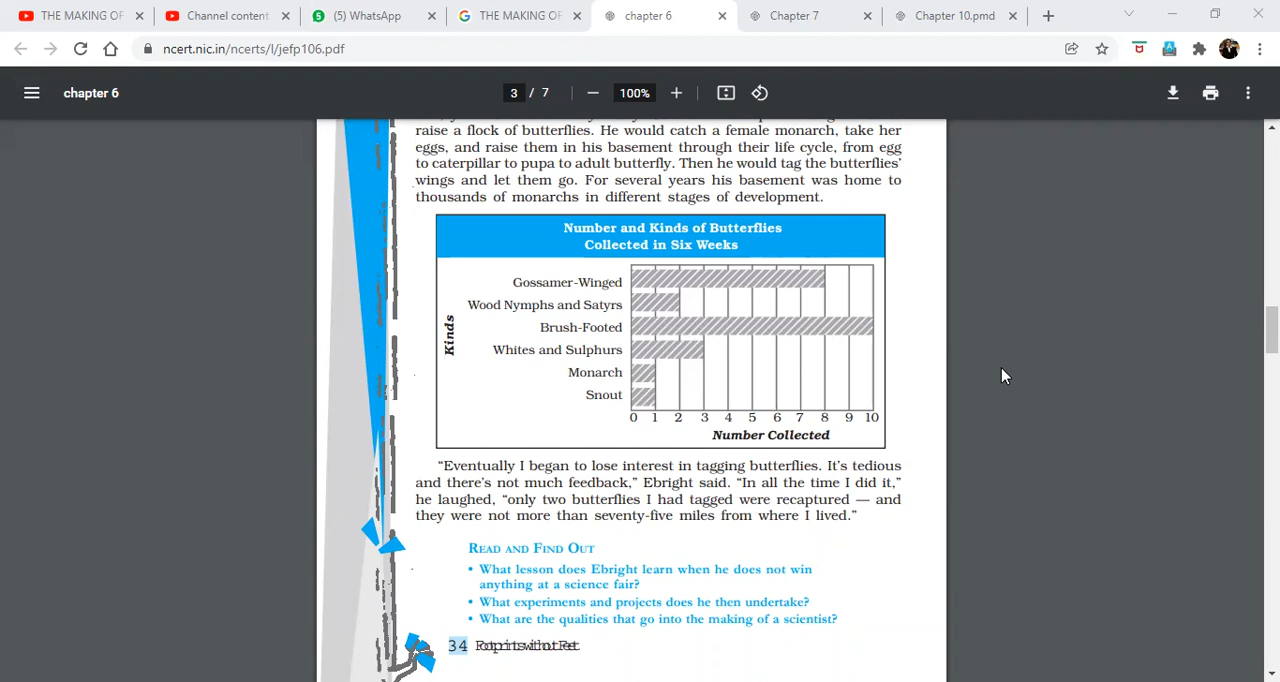 THE MAKING OF
Channel content
(5) WhatsApp
THE MAKING OF
chapter 6
Chapter 7
Chapter 10.pmd
ncert.nic.in/ncerts/l/jefp106.pdf
chapter 6
3 / 7
100%
raise a flock of butterflies. He would catch a female monarch, take her
eggs, and raise them in his basement through their life cycle, from egg
to caterpillar to pupa to adult butterfly. Then he would tag the butterflies'
wings and let them go. For several years his basement was home to
thousands of monarchs in different stages of development.
Number and Kinds of Butterflies
Collected in Six Weeks
Kinds
Gossamer-Winged
Wood Nymphs and Satyrs
Brush-Footed
Whites and Sulphurs
Monarch
Snout
0 1 2 3 4 5 6 7 8 9 10
Number Collected
“Eventually I began to lose interest in tagging butterflies. It's tedious
and there's not much feedback,” Ebright said. “In all the time I did it,”
he laughed, “only two butterflies I had tagged were recaptured — and
they were not more than seventy-five miles from where I lived.”
READ AND FIND OUT
• What lesson does Ebright learn when he does not win
anything at a science fair?
• What experiments and projects does he then undertake?
• What are the qualities that go into the making of a scientist?
34